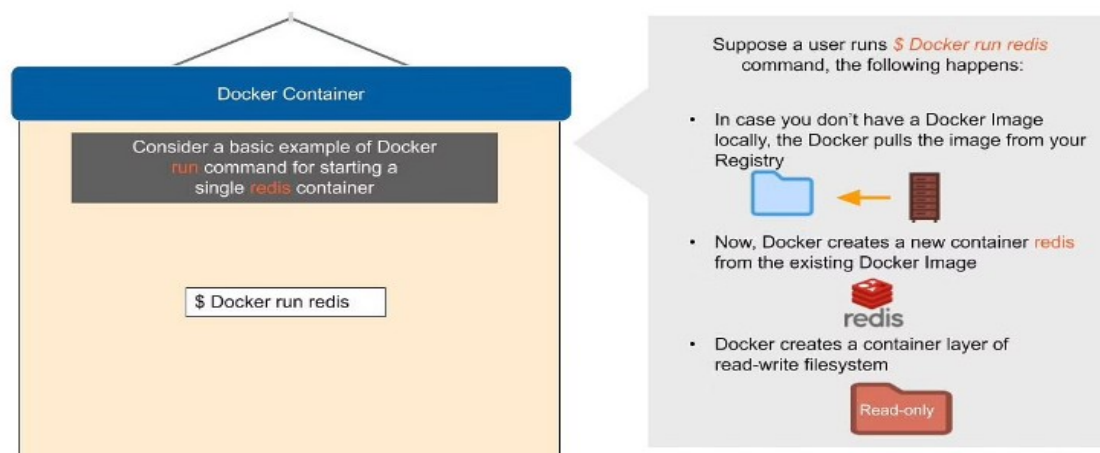 Docker Container
Consider a basic example of Docker
run command for starting a
single redis container
$ Docker run redis
Suppose a user runs $ Docker run redis
command, the following happens:
• In case you don't have a Docker Image
locally, the Docker pulls the image from your
Registry
• Now, Docker creates a new container redis
from the existing Docker Image
redis
• Docker creates a container layer of
read-write filesystem
Read-only